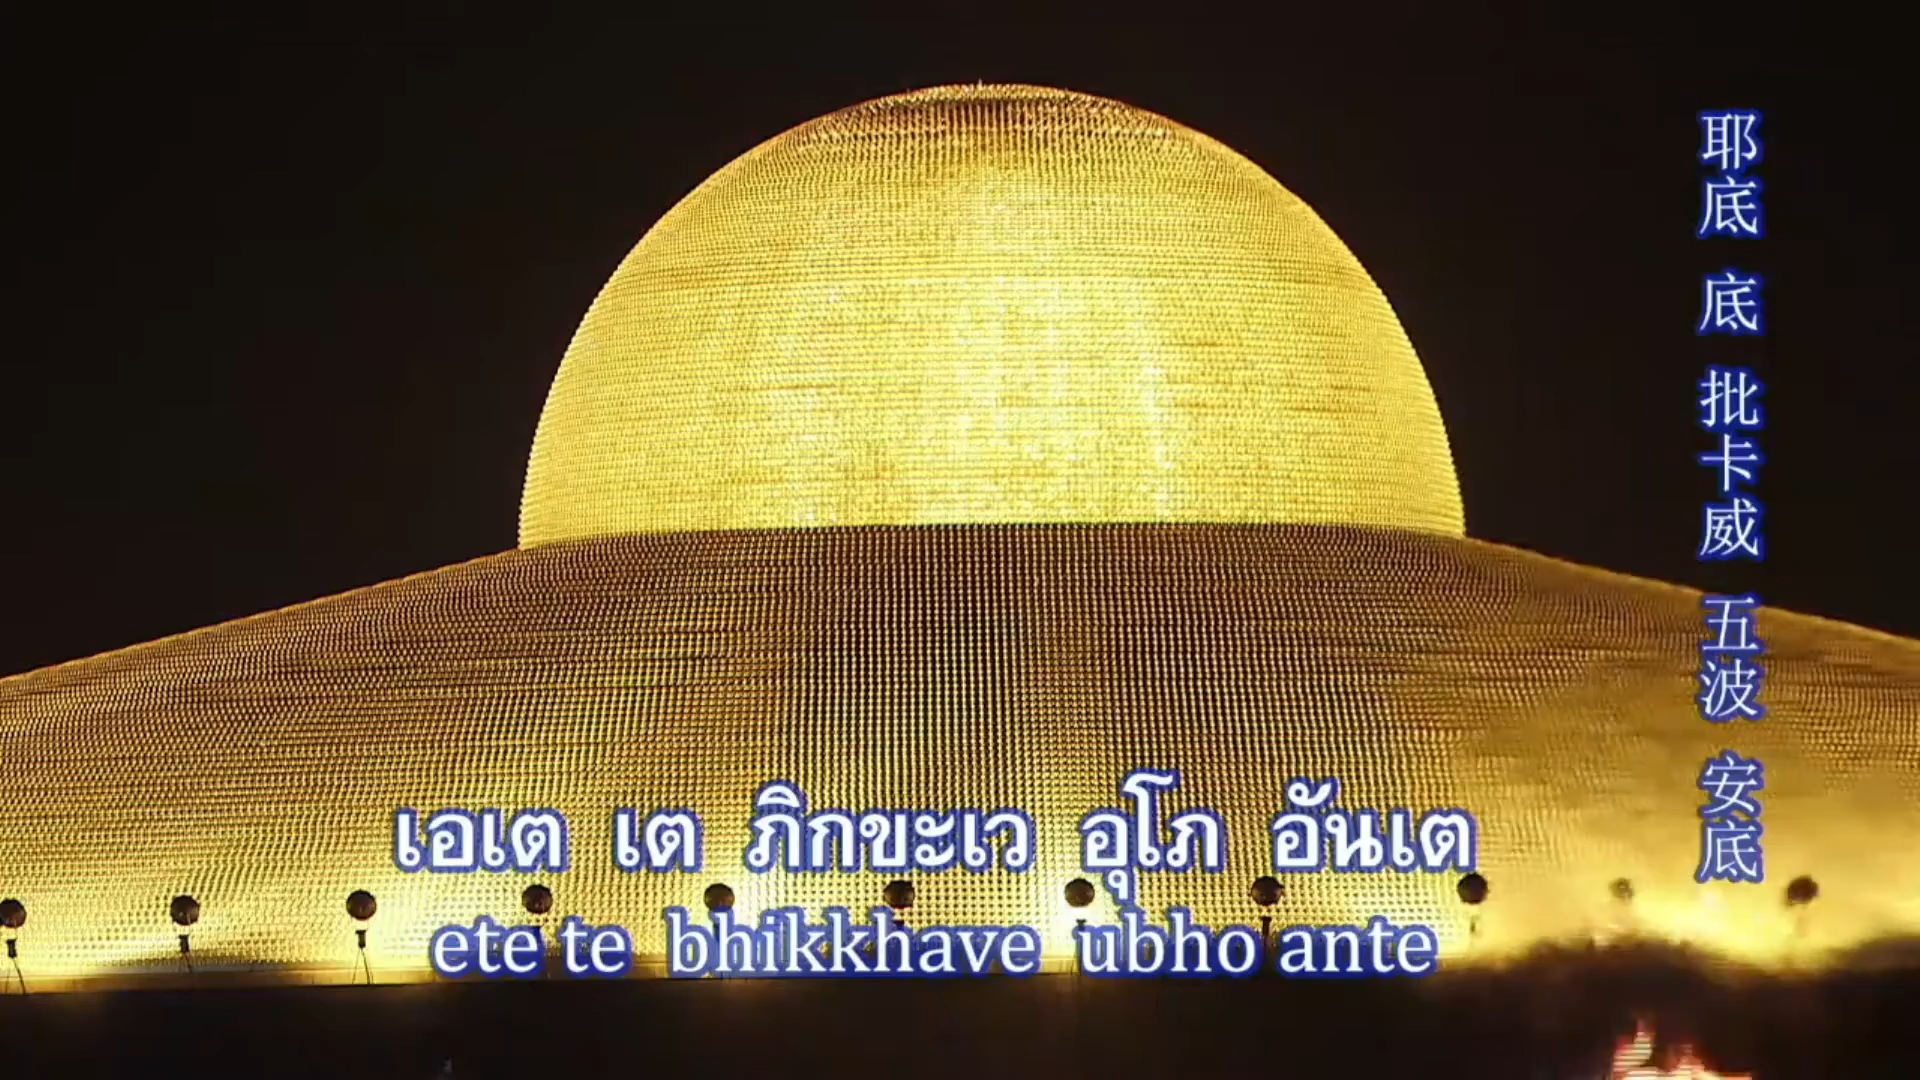 耶底 底 批卡威 五波 安底
เอเต เต ภิกขะเว อุโภ อันเต
ete te bhikkhave ubho ante